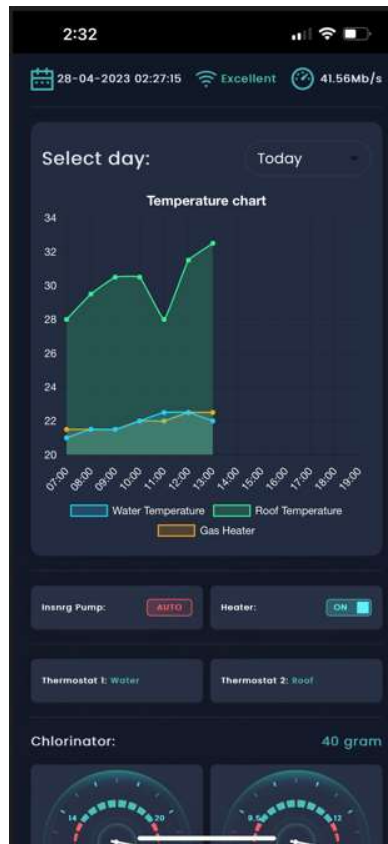 2:32
28-04-2023 02:27:15 Excellent 41.56Mb/s
Select day: Today
Temperature chart
34
32
30
28
26
24
22
20
07:00 08:00 09:00 10:00 11:00 12:00 13:00 14:00 15:00 16:00 17:00 18:00 19:00
Water Temperature Roof Temperature
Gas Heater
Insnrg Pump: AUTO Heater: ON
Thermostat 1: Water Thermostat 2: Roof
Chlorinator: 40 gram
14 20 9.5 12